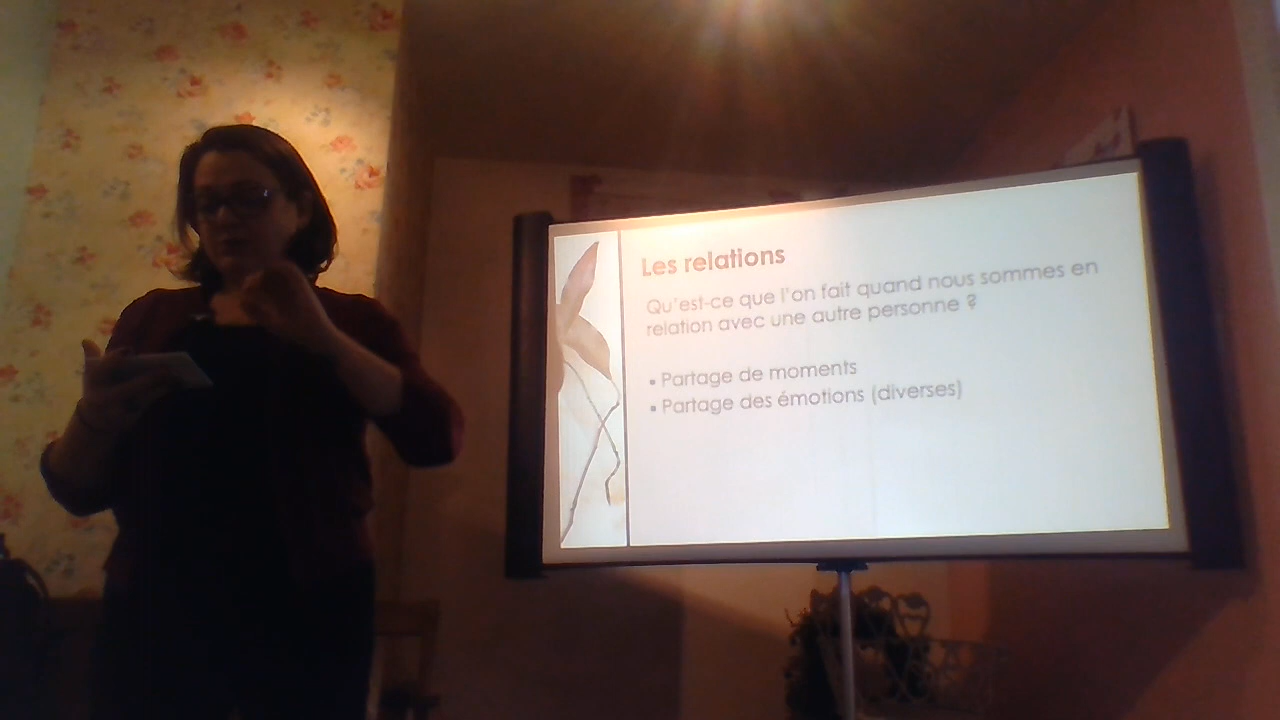 Les relations
Qu'est-ce que l'on fait quand nous sommes en
relation avec une autre personne ?
▪ Partage de moments
▪ Partage des émotions (diverses)